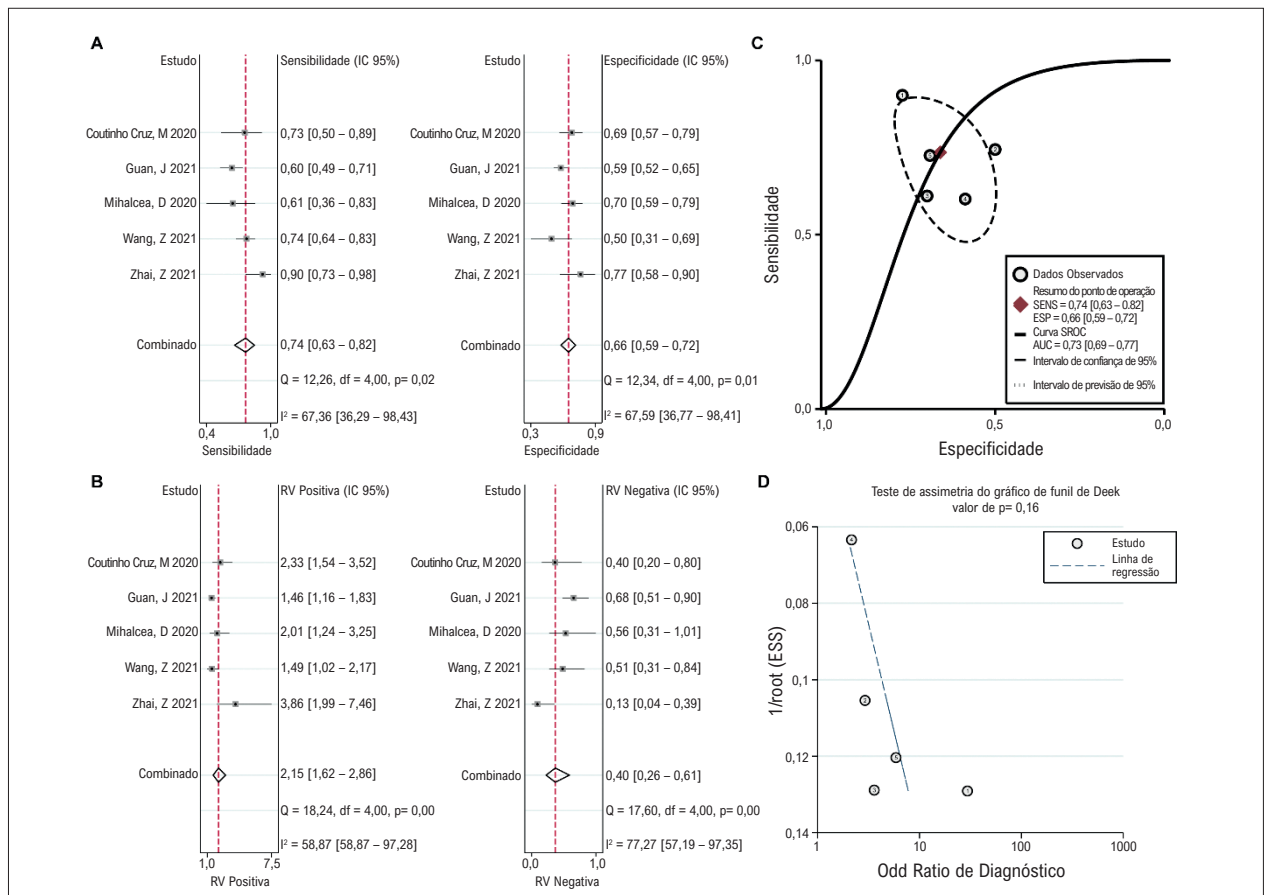 A
Estudo Sensibilidade (IC 95%)
Coutinho Cruz, M 2020 0,73 [0,50 – 0,89]
Guan, J 2021 0,60 [0,49 – 0,71]
Mihalcea, D 2020 0,61 [0,36 – 0,83]
Wang, Z 2021 0,74 [0,64 – 0,83]
Zhai, Z 2021 0,90 [0,73 – 0,98]
Combinado 0,74 [0,63 – 0,82]
Q = 12,26, df = 4,00, p= 0,02
I² = 67,36 [36,29 – 98,43]
0,4 1,0
Sensibilidade
Estudo Especificidade (IC 95%)
Coutinho Cruz, M 2020 0,69 [0,57 – 0,79]
Guan, J 2021 0,59 [0,52 – 0,65]
Mihalcea, D 2020 0,70 [0,59 – 0,79]
Wang, Z 2021 0,50 [0,31 – 0,69]
Zhai, Z 2021 0,77 [0,58 – 0,90]
Combinado 0,66 [0,59 – 0,72]
Q = 12,34, df = 4,00, p= 0,01
I² = 67,59 [36,77 – 98,41]
0,3 0,9
Especificidade
B
Estudo RV Positiva (IC 95%)
Coutinho Cruz, M 2020 2,33 [1,54 – 3,52]
Guan, J 2021 1,46 [1,16 – 1,83]
Mihalcea, D 2020 2,01 [1,24 – 3,25]
Wang, Z 2021 1,49 [1,02 – 2,17]
Zhai, Z 2021 3,86 [1,99 – 7,46]
Combinado 2,15 [1,62 – 2,86]
Q = 18,24, df = 4,00, p= 0,00
I² = 58,87 [58,87 – 97,28]
1,0 7,5
RV Positiva
Estudo RV Negativa (IC 95%)
Coutinho Cruz, M 2020 0,40 [0,20 – 0,80]
Guan, J 2021 0,68 [0,51 – 0,90]
Mihalcea, D 2020 0,56 [0,31 – 1,01]
Wang, Z 2021 0,51 [0,31 – 0,84]
Zhai, Z 2021 0,13 [0,04 – 0,39]
Combinado 0,40 [0,26 – 0,61]
Q = 17,60, df = 4,00, p= 0,00
I² = 77,27 [57,19 – 97,35]
0,0 1,0
RV Negativa
C
Sensibilidade
1,0
0,5
0,0
1,0 0,5 0,0
Especificidade
Dados Observados
Resumo do ponto de operação
SENS = 0,74 [0,63 – 0.82]
ESP = 0,66 [0,59 – 0,72]
Curva SROC
AUC = 0,73 [0,69 – 0,77]
Intervalo de confiança de 95%
Intervalo de previsão de 95%
D
Teste de assimetria do gráfico de funil de Deek
valor de p= 0,16
Estudo
Linha de
regressão
1/root (ESS)
0,06
0,08
0,1
0,12
0,14
1 10 100 1000
Odd Ratio de Diagnóstico